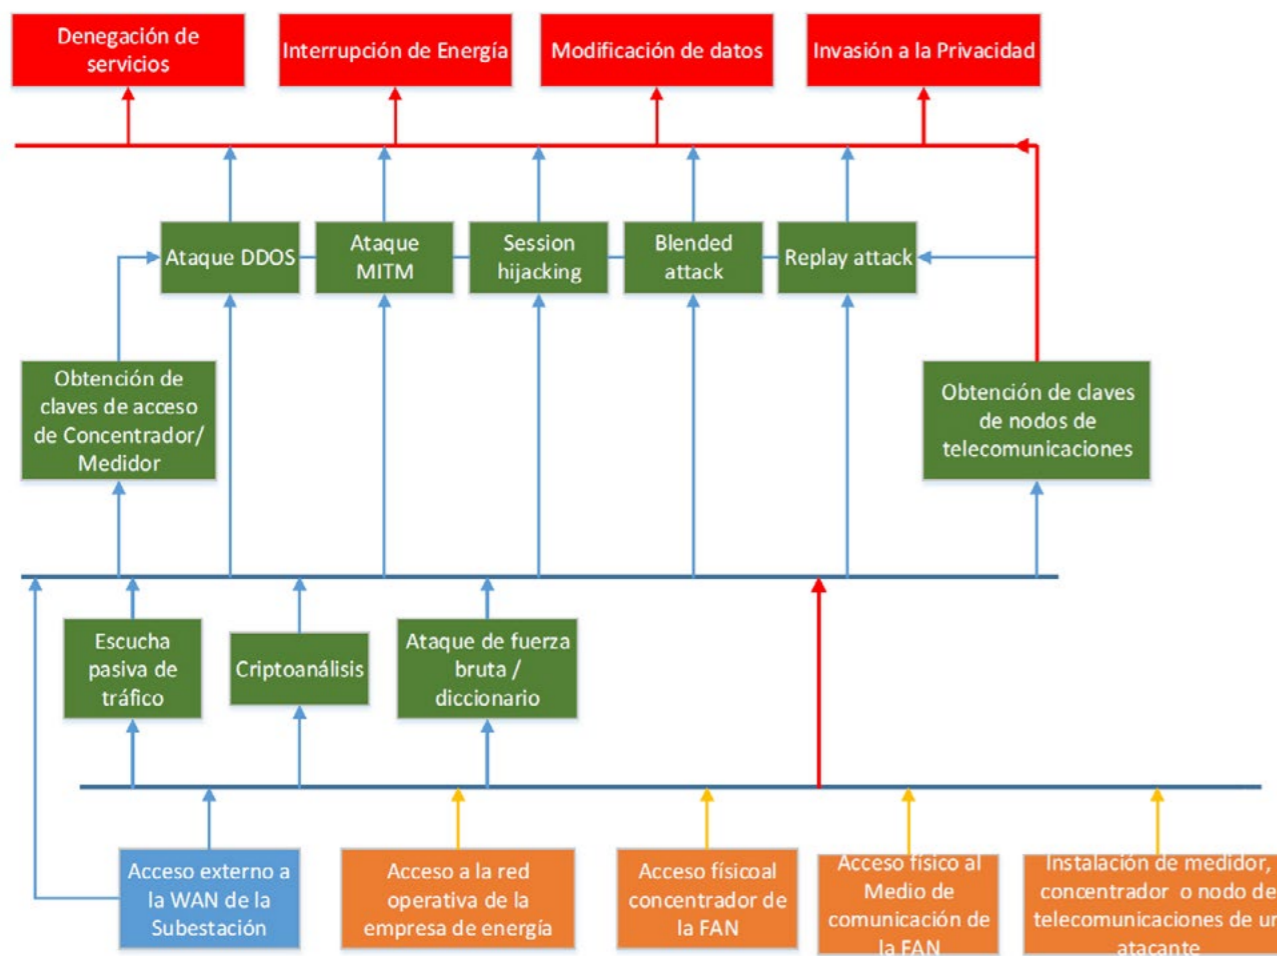 Denegación de
servicios
Interrupción de Energía
Modificación de datos
Invasión a la Privacidad
Ataque DDOS
Ataque
MITM
Session
hijacking
Blended
attack
Replay attack
Obtención de
claves de acceso
de Concentrador/
Medidor
Obtención de claves
de nodos de
telecomunicaciones
Escucha
pasiva de
tráfico
Criptoanálisis
Ataque de fuerza
bruta /
diccionario
Acceso externo a
la WAN de la
Subestación
Acceso a la red
operativa de la
empresa de energía
Acceso físicoal
concentrador de
la FAN
Acceso físico al
Medio de
comunicación de
la FAN
Instalación de medidor,
concentrador o nodo de
telecomunicaciones de un
atacante